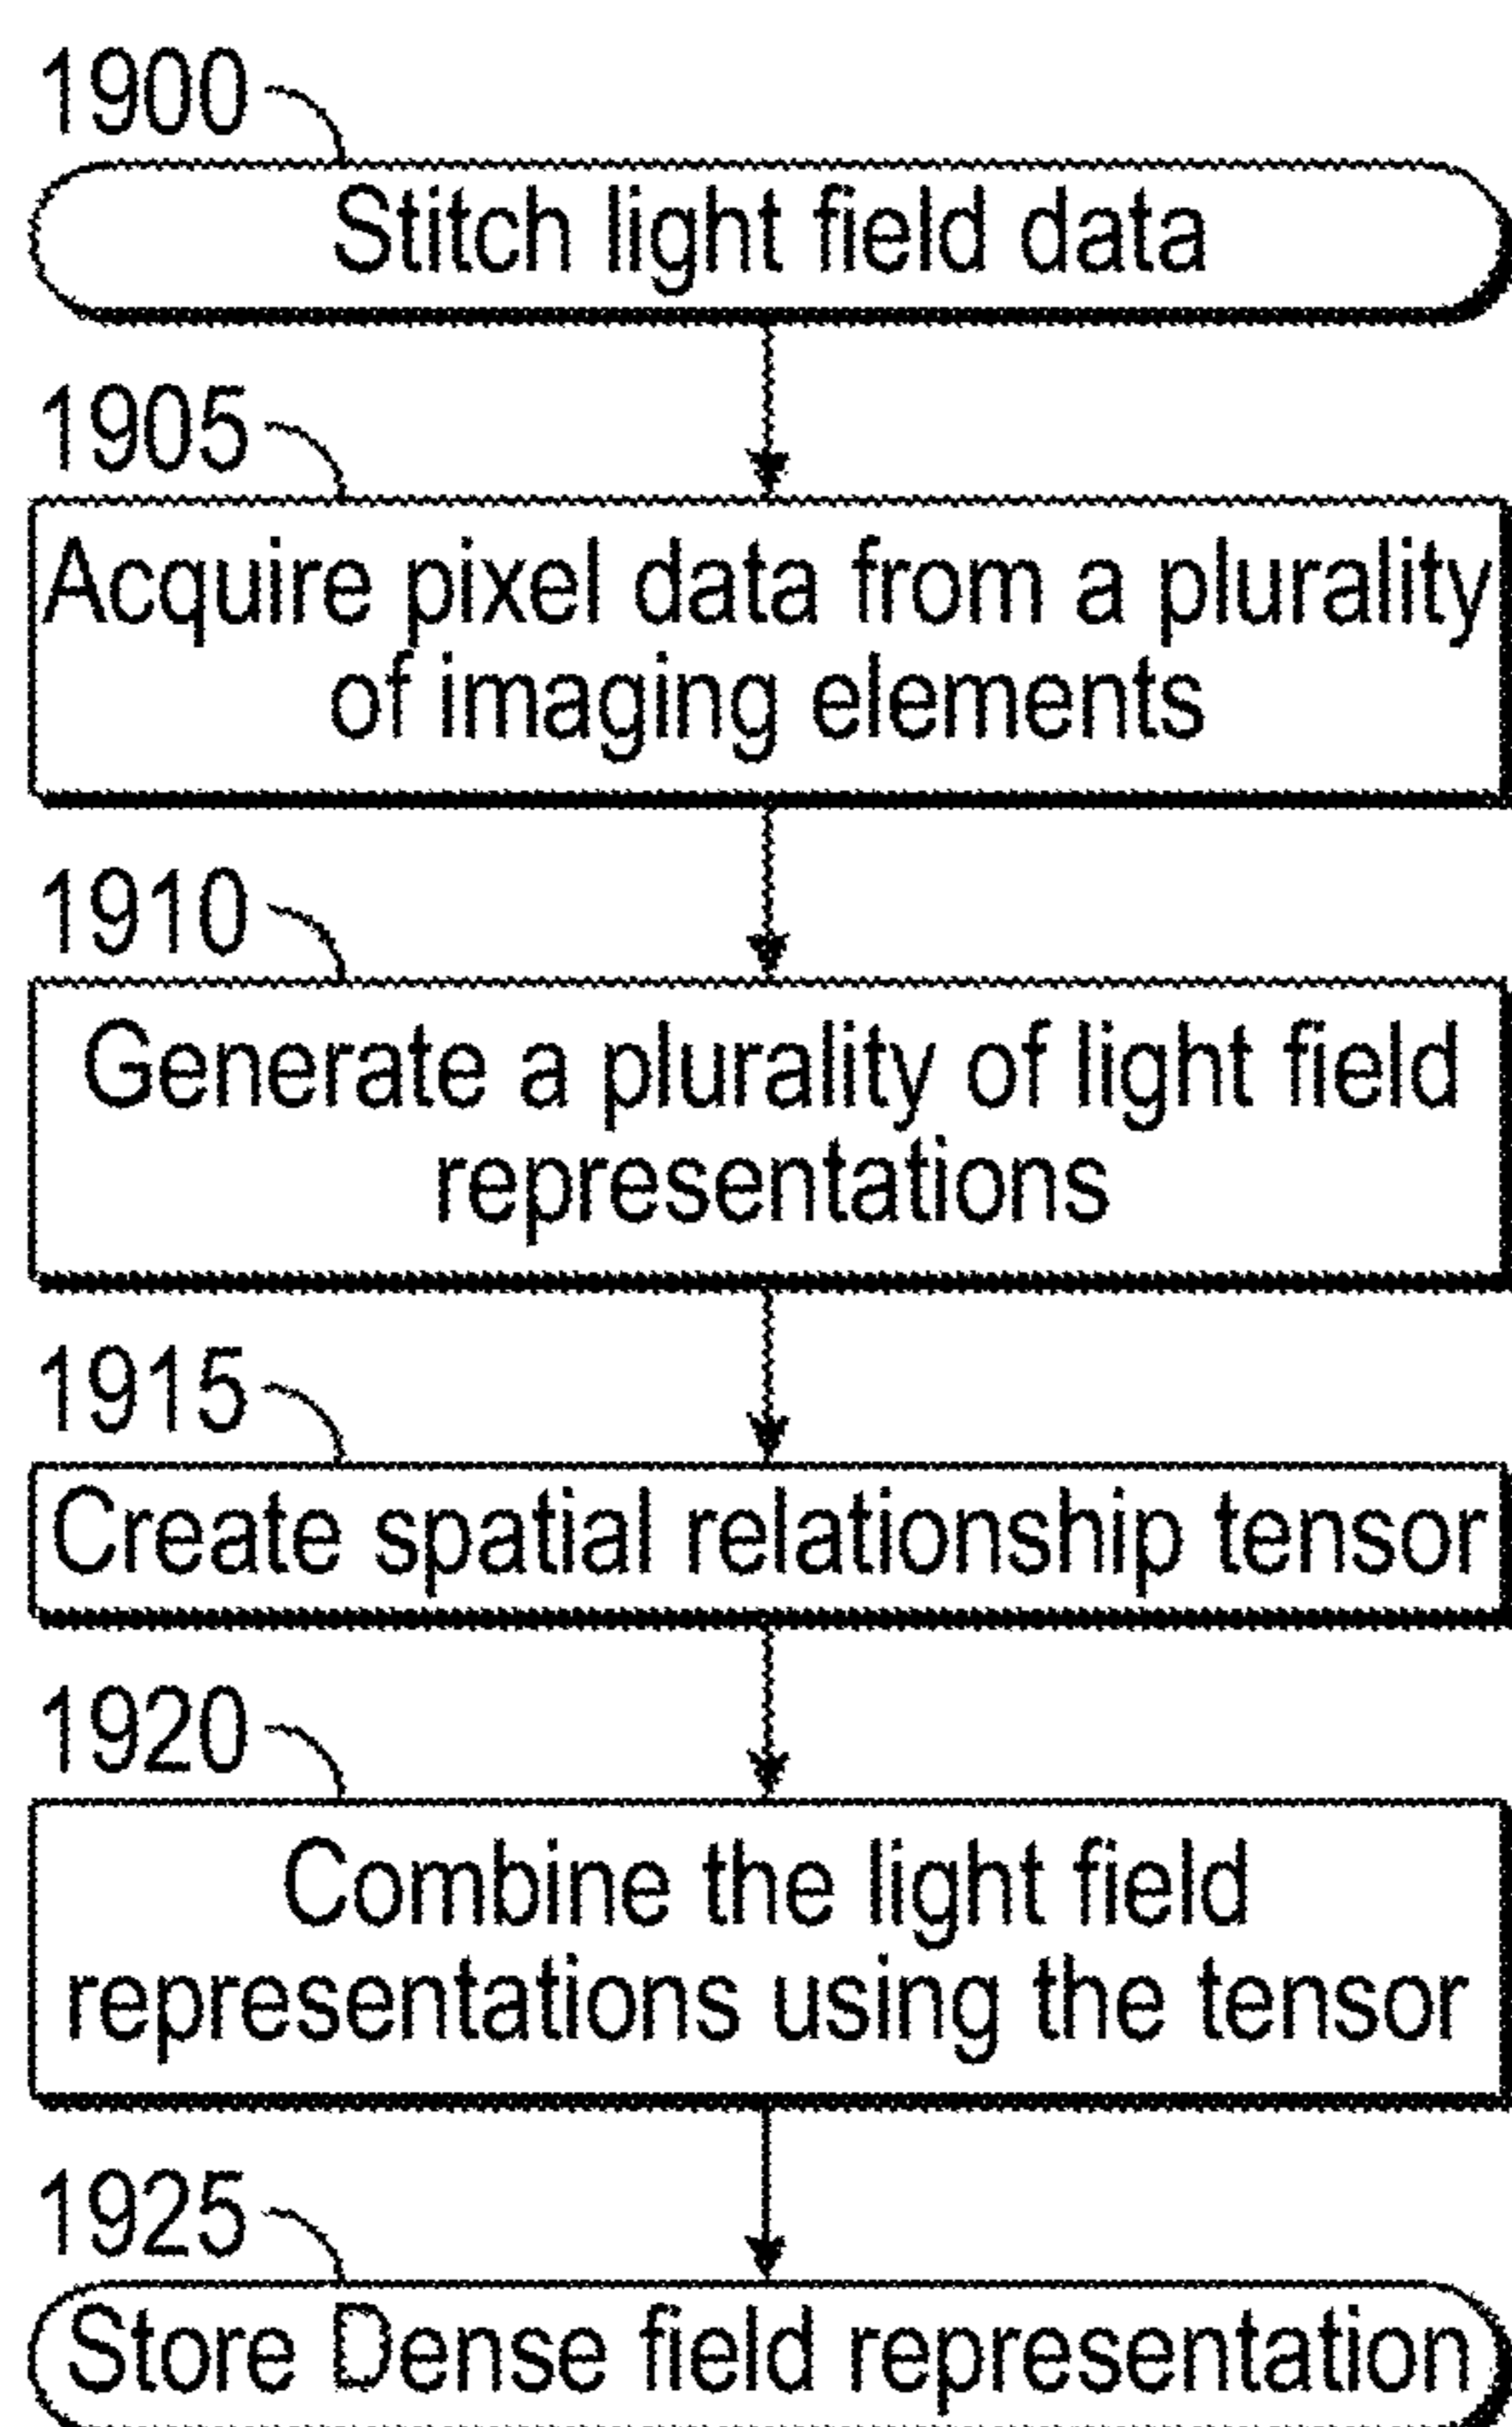 1900
Stitch light field data
1905
Acquire pixel data from a plurality
of imaging elements
1910
Generate a plurality of light field
representations
1915
Create spatial relationship tensor
1920
Combine the light field
representations using the tensor
1925
Store Dense field representation